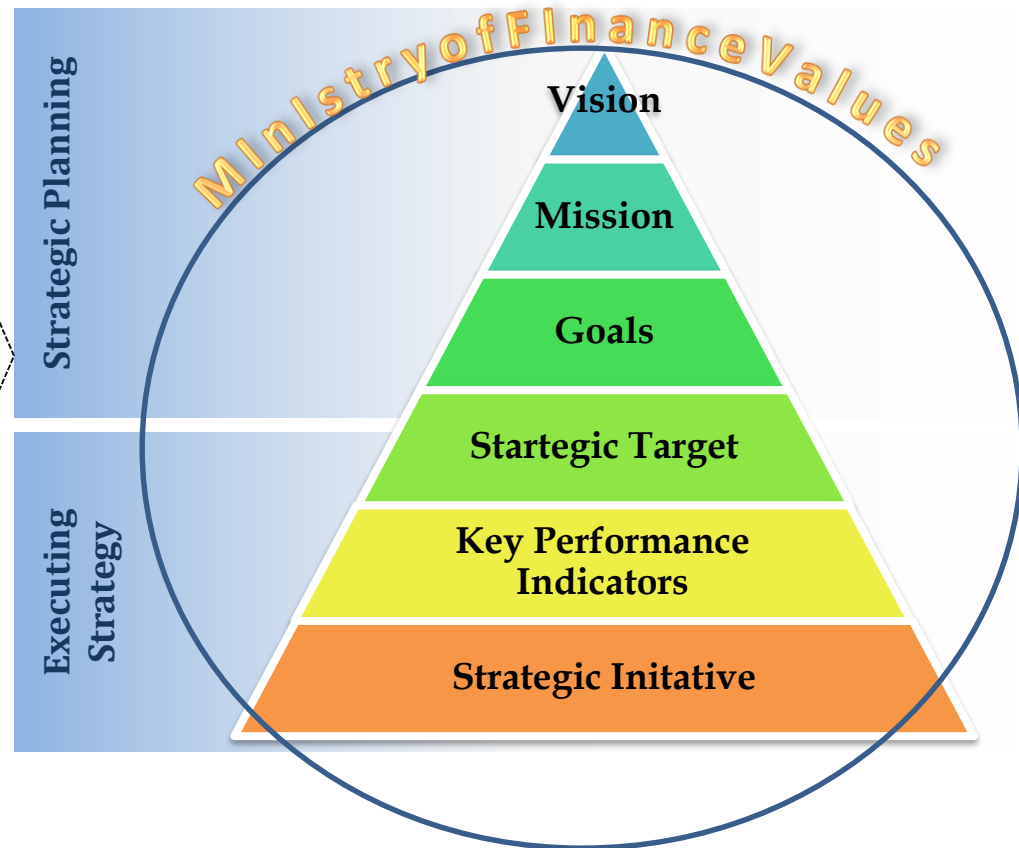 MInIstryofFInanceValues
Strategic Planning
Vision
Mission
Goals
Executing
Strategy
Startegic Target
Key Performance
Indicators
Strategic Initative